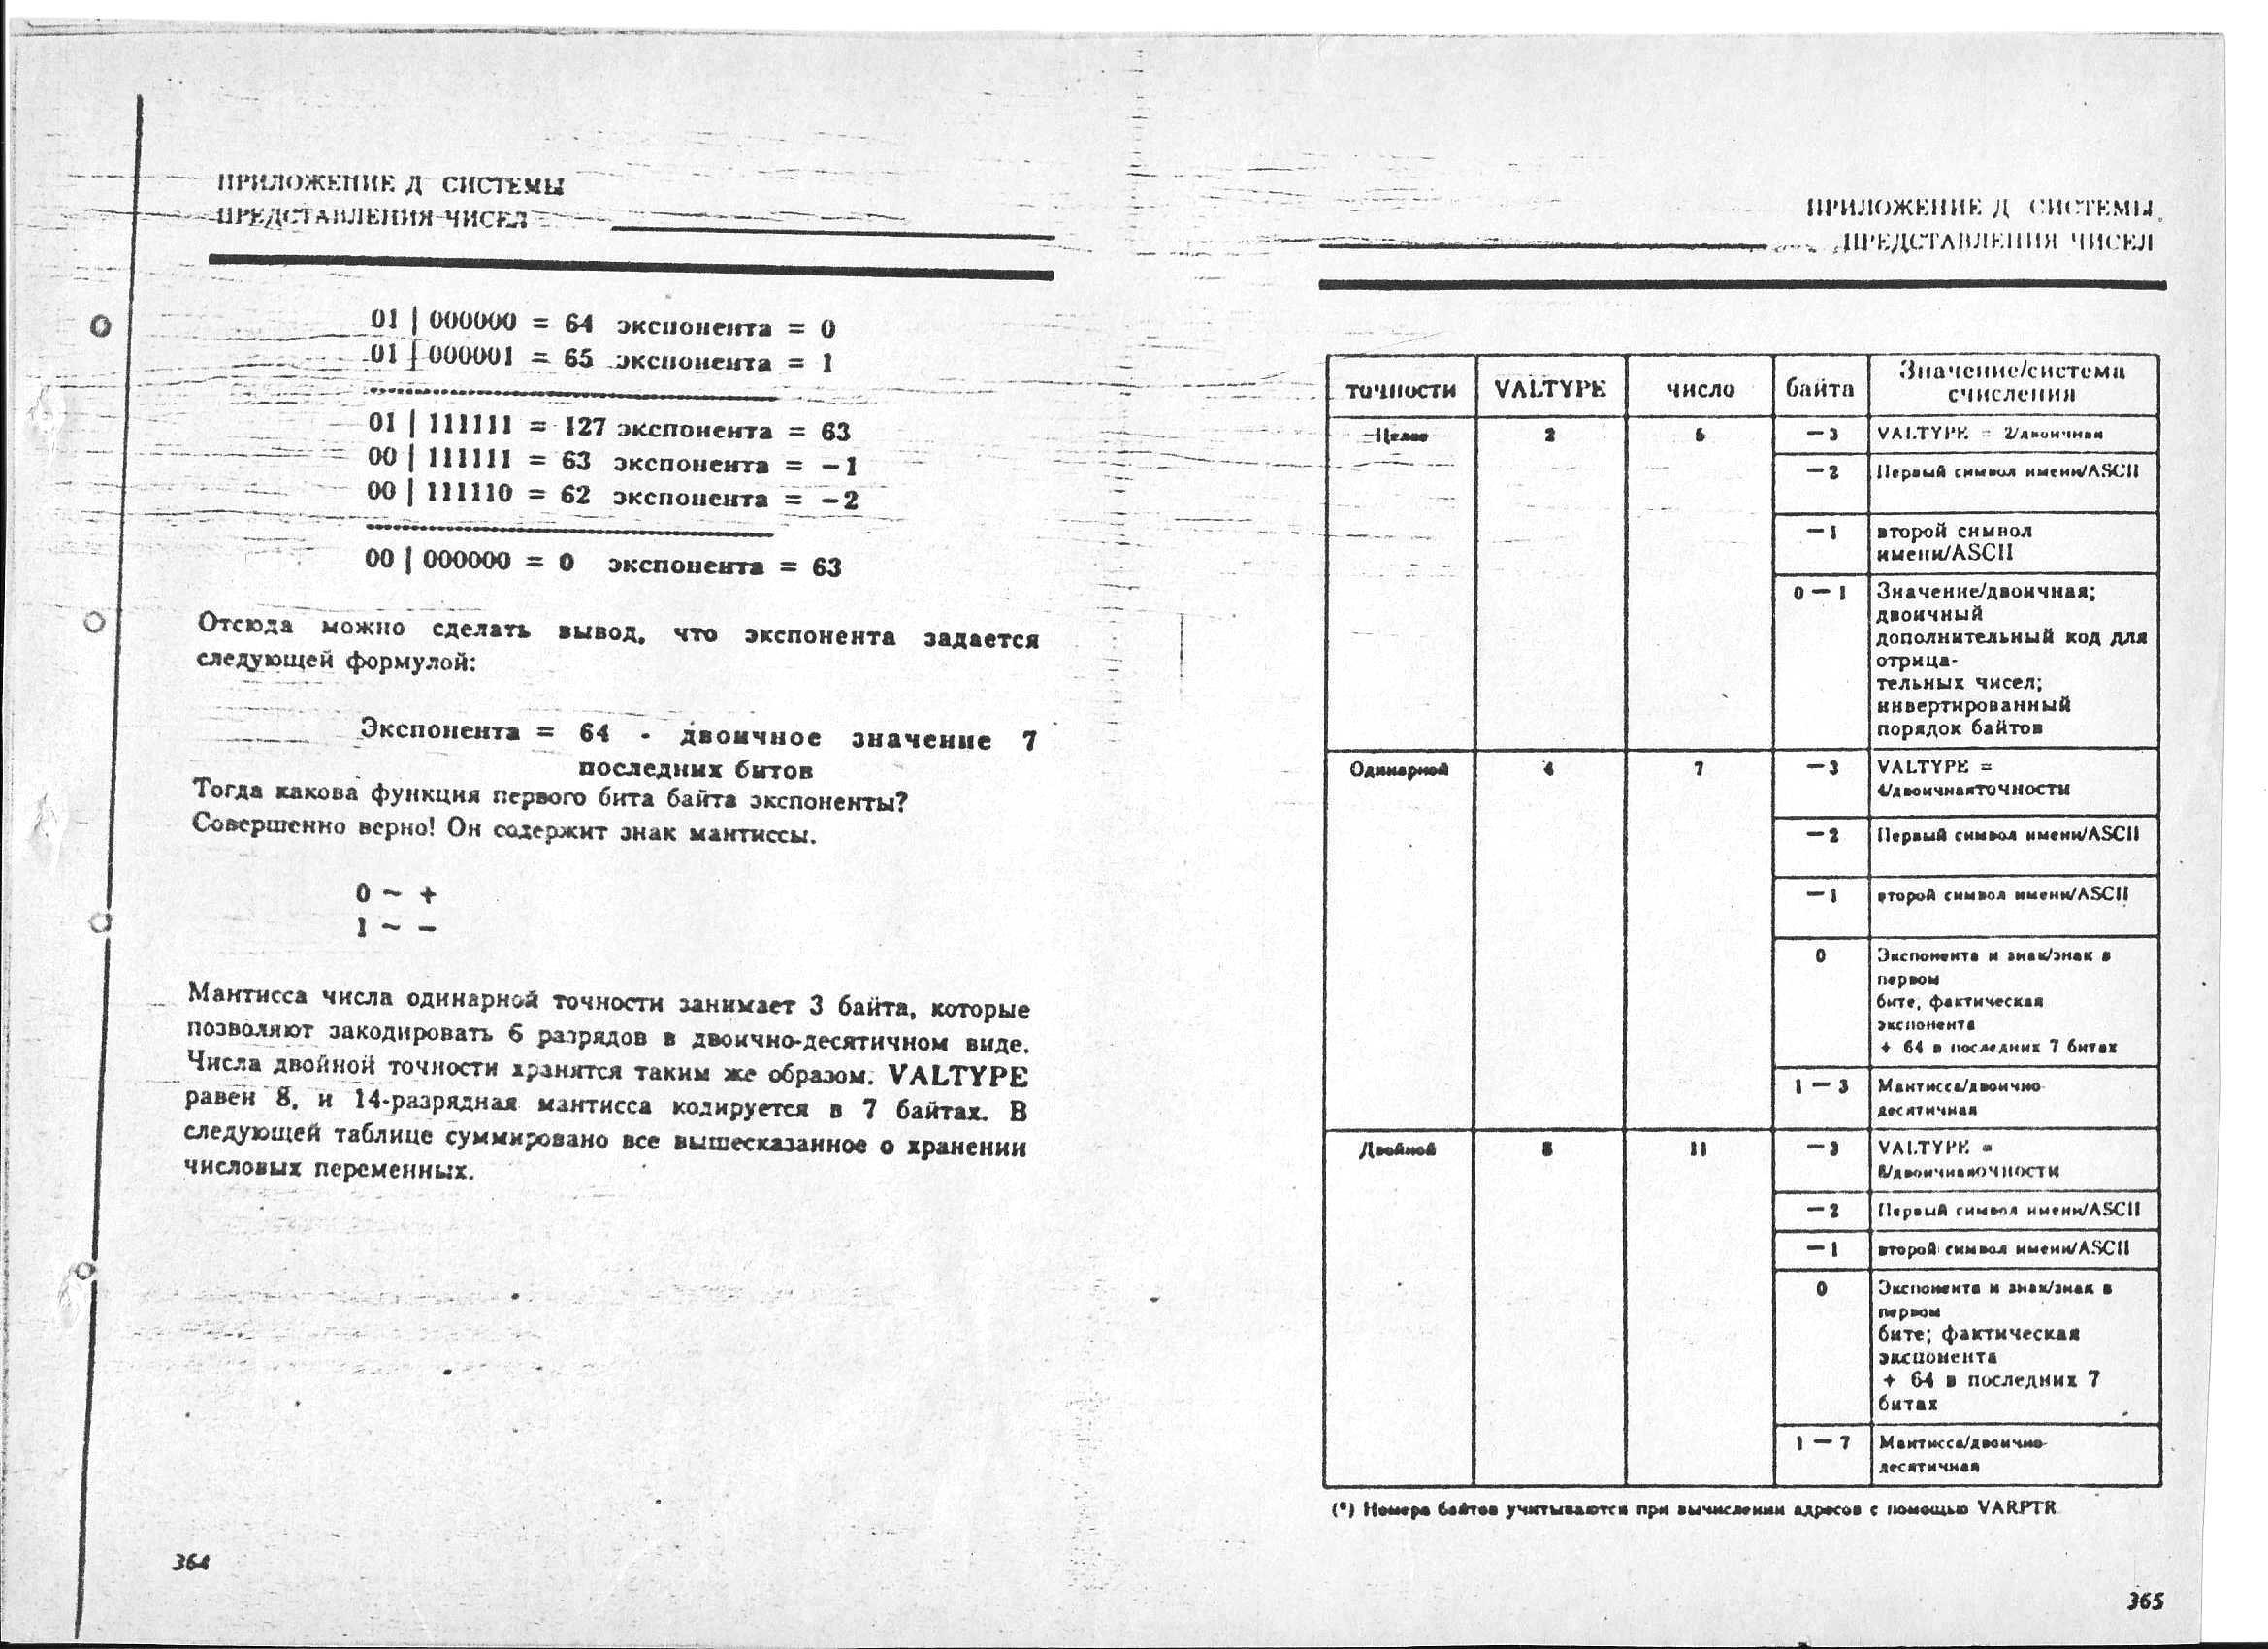 ПРИЛОЖЕНИЕ Д СИСТЕМЫ
ПРЕДСТАВЛЕНИЯ ЧИСЕЛ
01 | 000000 = 64 экспонента = 0
01 | 000001 = 65 экспонента = 1
01 | 111111 = 127 экспонента = 63
00 | 111111 = 63 экспонента = −1
00 | 111110 = 62 экспонента = −2
00 | 000000 = 0 экспонента = 63
Отсюда можно сделать вывод, что экспонента задается
следующей формулой:
Экспонента = 64 - двоичное значение 7
последних битов
Тогда какова функция первого бита байта экспоненты?
Совершенно верно! Он содержит знак мантиссы.
0 ~ +
1 ~ −
Мантисса числа одинарной точности занимает 3 байта, которые
позволяют закодировать 6 разрядов в двоично-десятичном виде.
Числа двойной точности хранятся таким же образом. VALTYPE
равен 8, и 14-разрядная мантисса кодируется в 7 байтах. В
следующей таблице суммировано все вышесказанное о хранении
числовых переменных.
364
ПРИЛОЖЕНИЕ Д СИСТЕМЫ
ПРЕДСТАВЛЕНИЯ ЧИСЕЛ
точности VALTYPE число байта Значение/система
счисления
Целое 2 5 −3 VALTYPE = 2/двоичная
−2 Первый символ имени/ASCII
−1 второй символ
имени/ASCII
0 − 1 Значение/двоичная;
двоичный
дополнительный код для
отрица-
тельных чисел;
инвертированный
порядок байтов
Одинарной 4 7 −3 VALTYPE =
4/двоичнаяточности
−2 Первый символ имени/ASCII
−1 второй символ имени/ASCII
0 Экспонента и знак/знак в
первом
бите, фактическая
экспонента
+ 64 в последних 7 битах
1 − 3 Мантисса/двоично-
десятичная
Двойной 8 11 −3 VALTYPE =
8/двоичнаяочности
−2 Первый символ имени/ASCII
−1 второй символ имени/ASCII
0 Экспонента и знак/знак в
первом
бите; фактическая
экспонента
+ 64 в последних 7
битах
1 − 7 Мантисса/двоично-
десятичная
(*) Номера байтов учитываются при вычислении адресов с помощью VARPTR
365